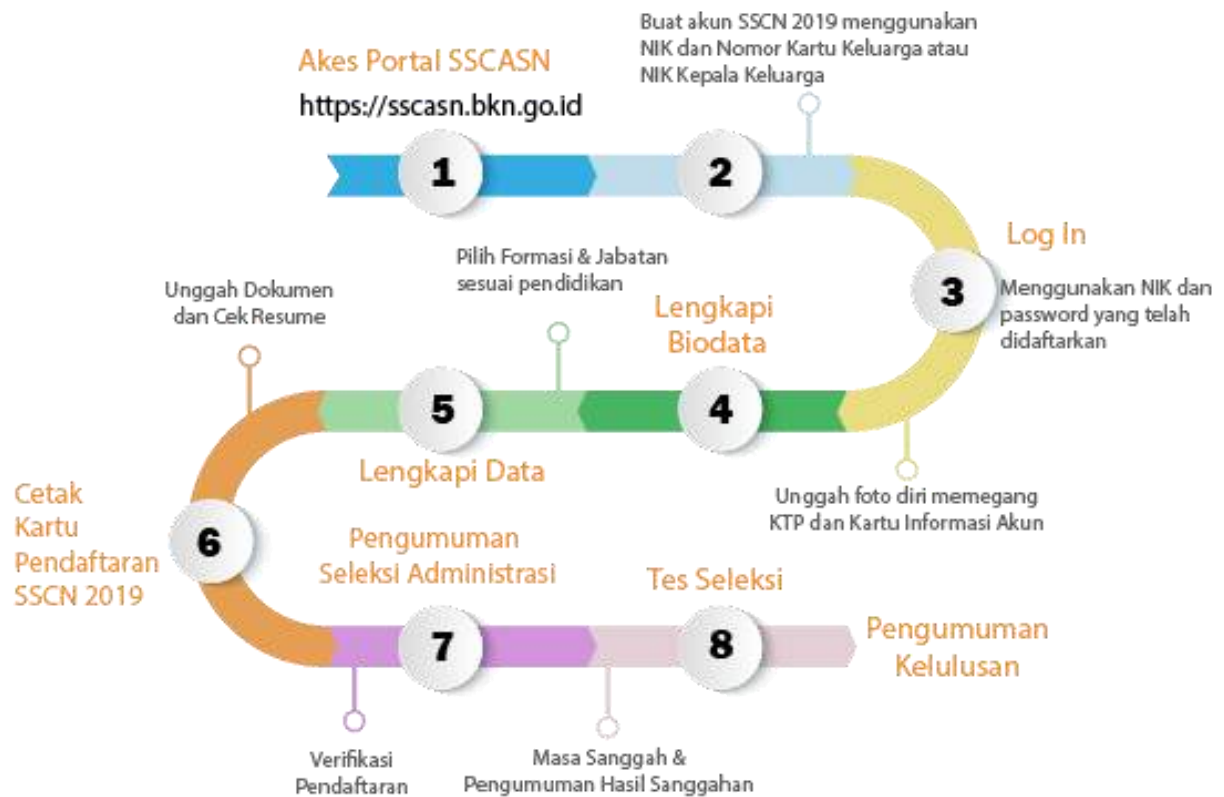 Akes Portal SSCASN
https://sscasn.bkn.go.id
1
Buat akun SSCN 2019 menggunakan
NIK dan Nomor Kartu Keluarga atau
NIK Kepala Keluarga
2
Log In
3
Menggunakan NIK dan
password yang telah
didaftarkan
Unggah foto diri memegang
KTP dan Kartu Informasi Akun
Lengkapi
Biodata
4
Pilih Formasi & Jabatan
sesuai pendidikan
5
Lengkapi Data
Unggah Dokumen
dan Cek Resume
Cetak
Kartu
Pendaftaran
SSCN 2019
6
Verifikasi
Pendaftaran
Pengumuman
Seleksi Administrasi
7
Masa Sanggah &
Pengumuman Hasil Sanggahan
Tes Seleksi
8
Pengumuman
Kelulusan